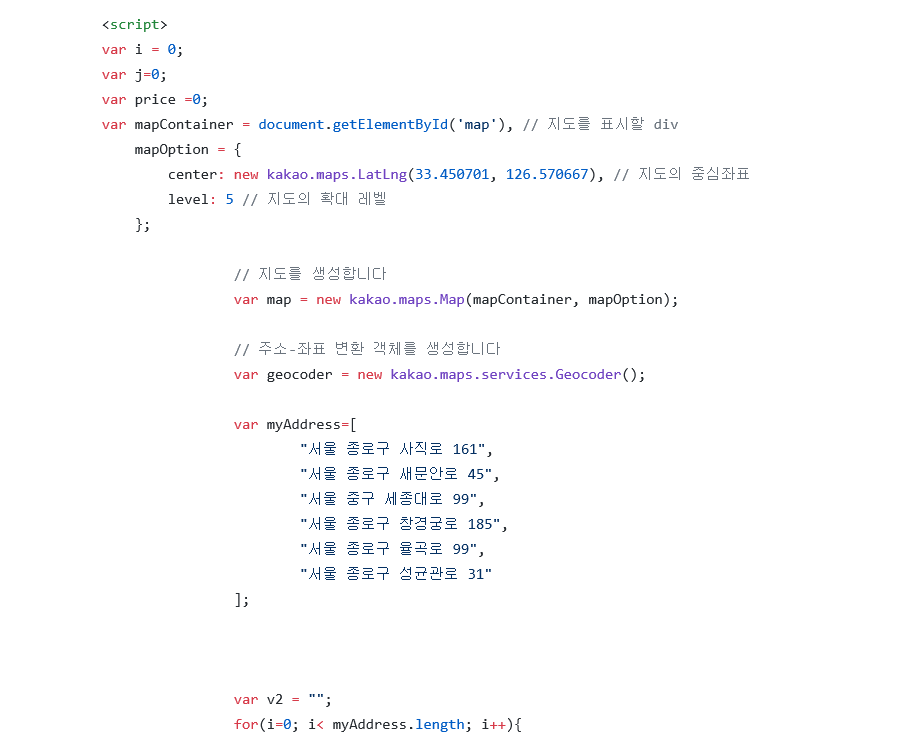 <script>
var i = 0;
var j=0;
var price =0;
var mapContainer = document.getElementById('map'), // 지도를 표시할 div
mapOption = {
center: new kakao.maps.LatLng(33.450701, 126.570667), // 지도의 중심좌표
level: 5 // 지도의 확대 레벨
};
// 지도를 생성합니다
var map = new kakao.maps.Map(mapContainer, mapOption);
// 주소-좌표 변환 객체를 생성합니다
var geocoder = new kakao.maps.services.Geocoder();
var myAddress=[
"서울 종로구 사직로 161",
"서울 종로구 새문안로 45",
"서울 중구 세종대로 99",
"서울 종로구 창경궁로 185",
"서울 종로구 율곡로 99",
"서울 종로구 성균관로 31"
];
var v2 = "";
for(i=0; i< myAddress.length; i++){